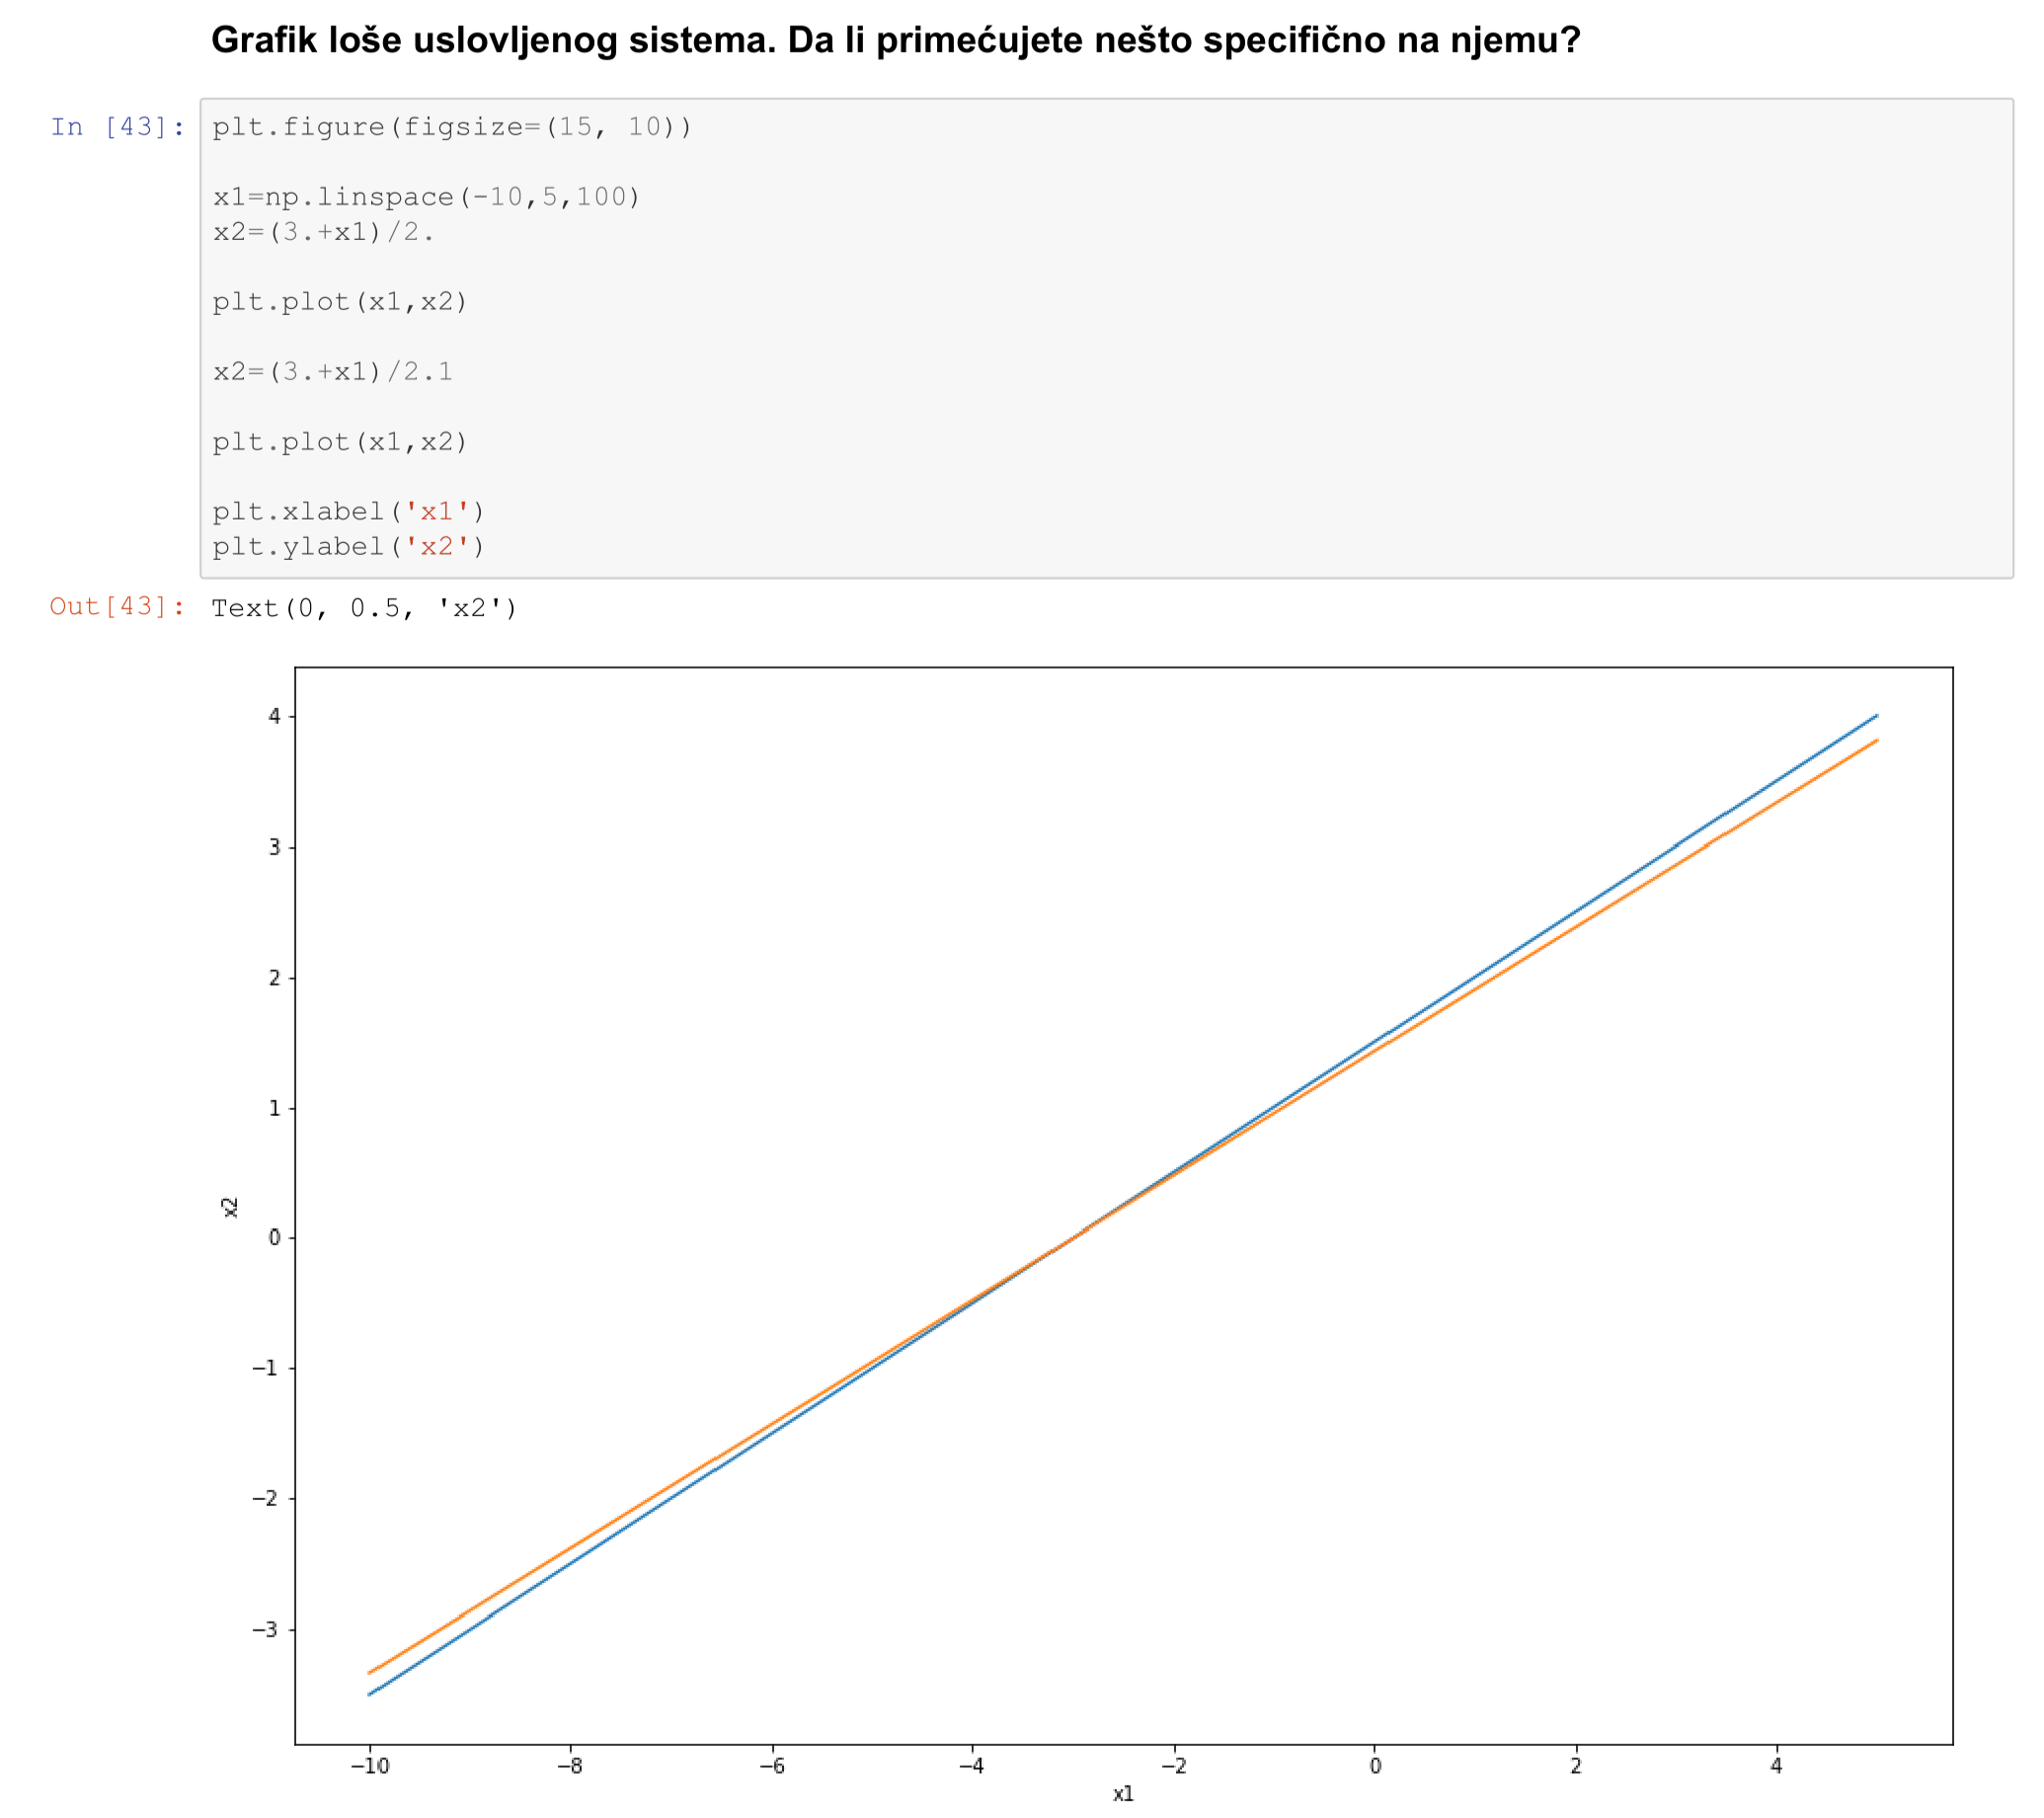 Grafik loše uslovljenog sistema. Da li primećujete nešto specifično na njemu?
In [43]:
plt.figure(figsize=(15, 10))
x1=np.linspace(-10,5,100)
x2=(3.+x1)/2.
plt.plot(x1,x2)
x2=(3.+x1)/2.1
plt.plot(x1,x2)
plt.xlabel('x1')
plt.ylabel('x2')
Out[43]: Text(0, 0.5, 'x2')
4
3
2
1
0
−1
−2
−3
x2
−10 −8 −6 −4 −2 0 2 4
x1